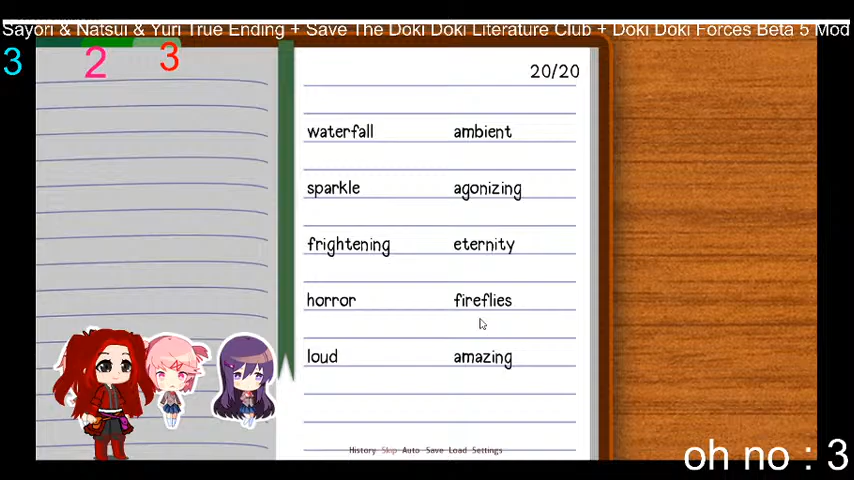 Sayori & Natsui & Yuri True Ending + Save The Doki Doki Literature Club + Doki Doki Forces Beta 5 Mod
3 2 3
20/20
waterfall ambient
sparkle agonizing
frightening eternity
horror fireflies
loud amazing
History Skip Auto Save Load Settings
oh no : 3